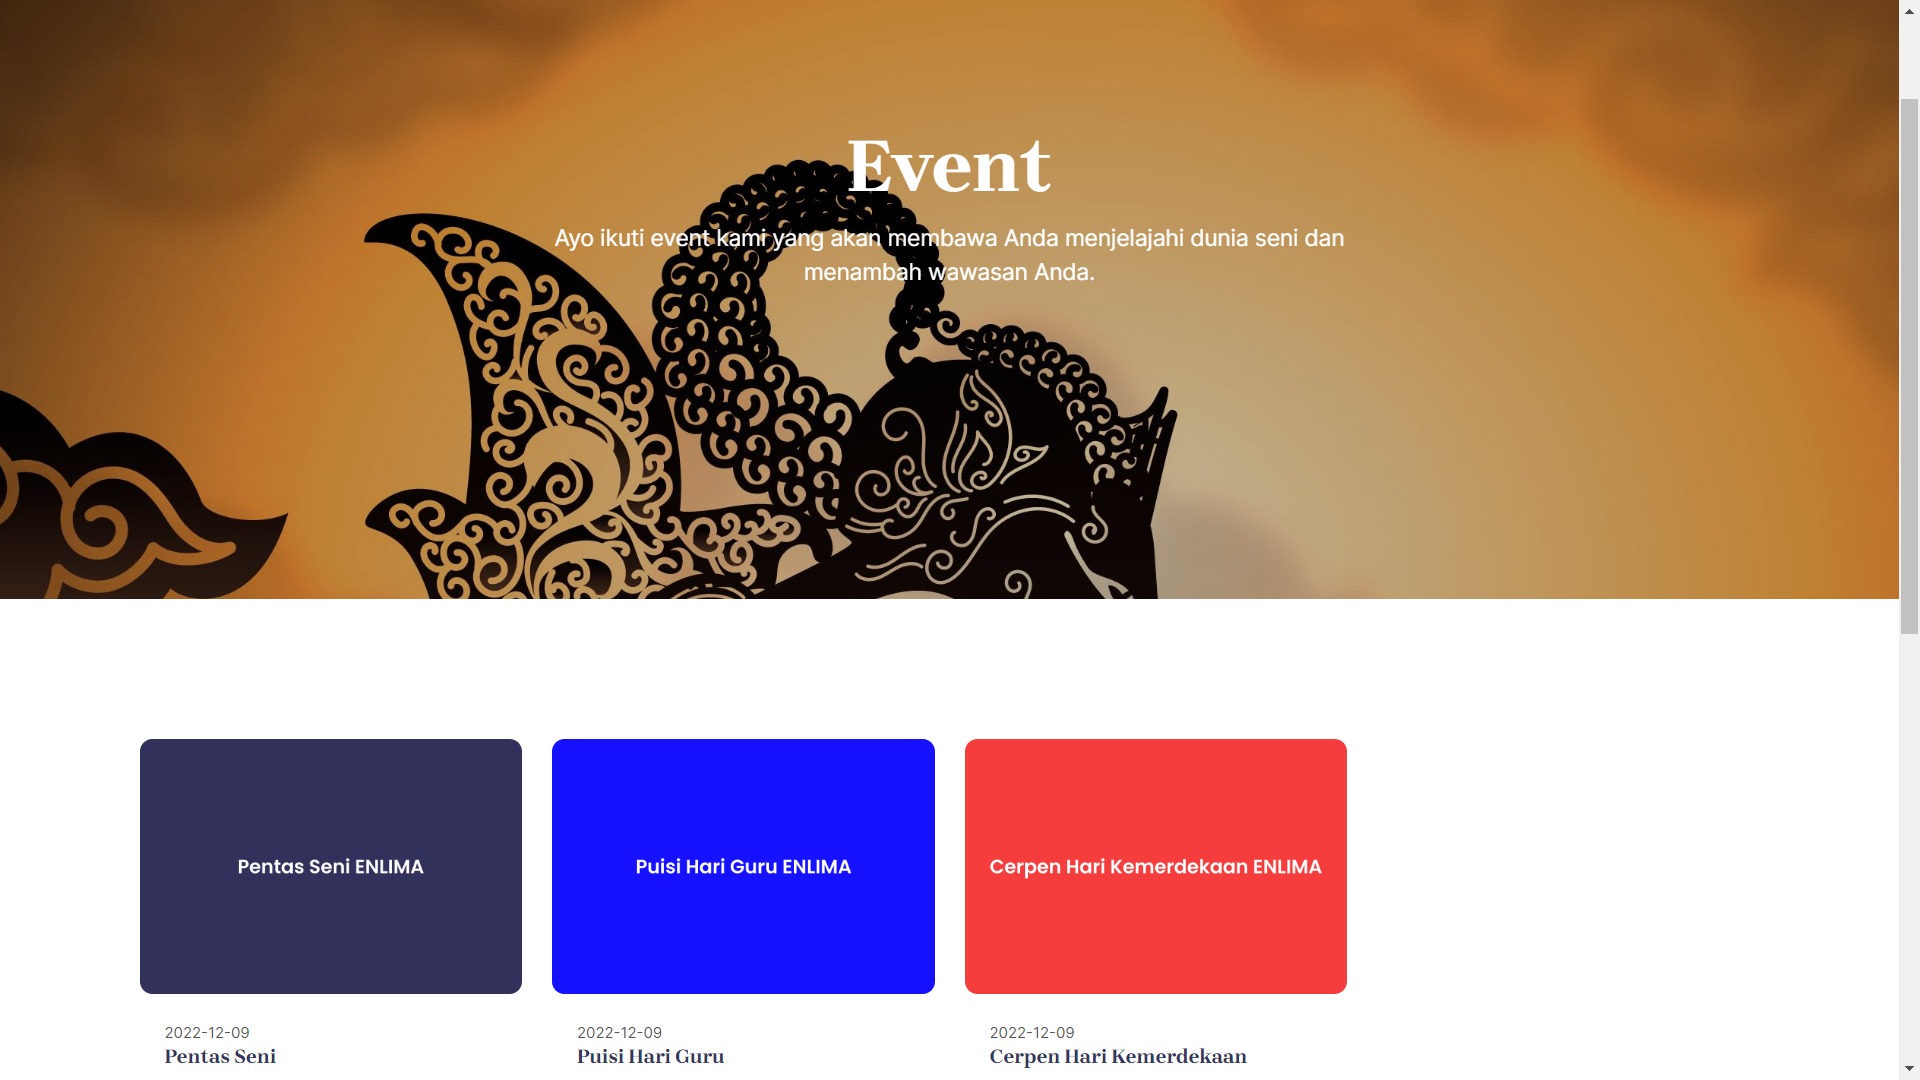 Event
Ayo ikuti event kami yang akan membawa Anda menjelajahi dunia seni dan
menambah wawasan Anda.
Pentas Seni ENLIMA
Puisi Hari Guru ENLIMA
Cerpen Hari Kemerdekaan ENLIMA
2022-12-09
Pentas Seni
2022-12-09
Puisi Hari Guru
2022-12-09
Cerpen Hari Kemerdekaan